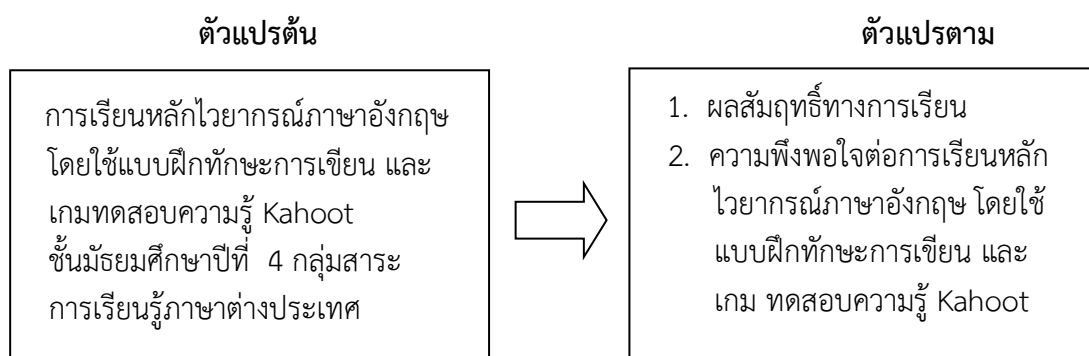 ตัวแปรต้น
การเรียนหลักไวยากรณ์ภาษาอังกฤษ
โดยใช้แบบฝึกทักษะการเขียน และ
เกมทดสอบความรู้ Kahoot
ชั้นมัธยมศึกษาปีที่ 4 กลุ่มสาระ
การเรียนรู้ภาษาต่างประเทศ
ตัวแปรตาม
1. ผลสัมฤทธิ์ทางการเรียน
2. ความพึงพอใจต่อการเรียนหลัก
ไวยากรณ์ภาษาอังกฤษ โดยใช้
แบบฝึกทักษะการเขียน และ
เกม ทดสอบความรู้ Kahoot